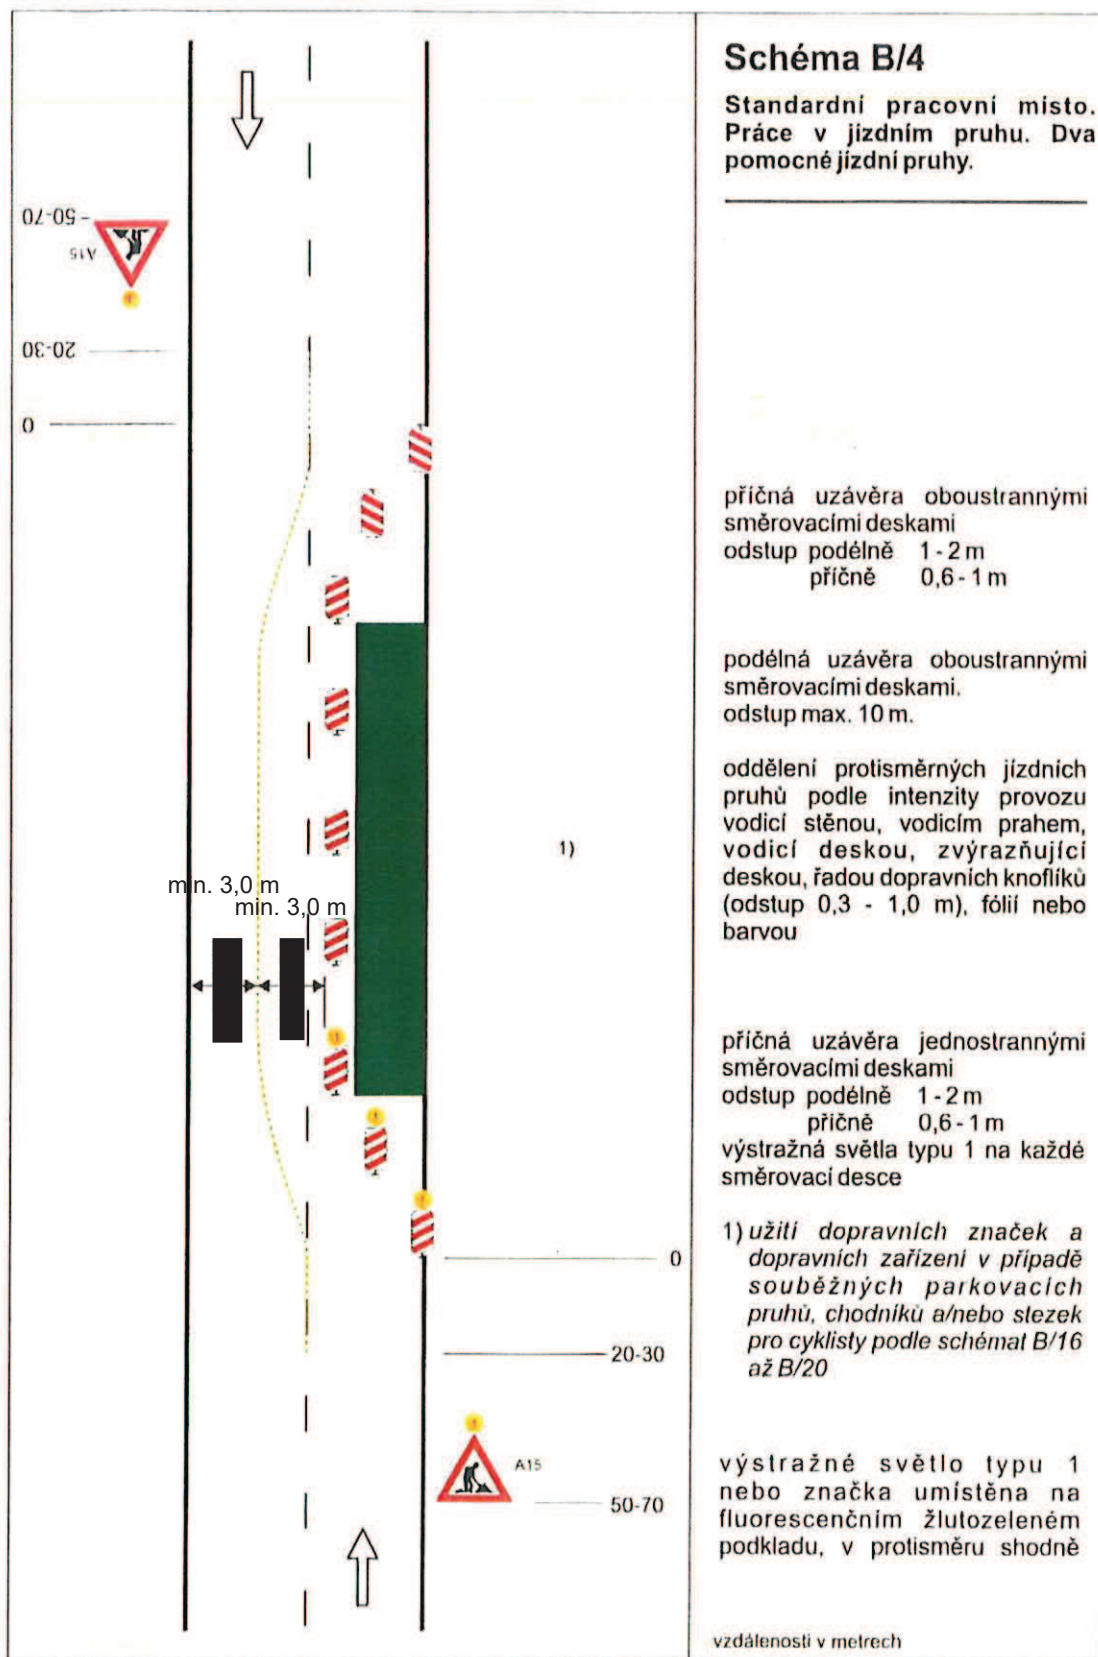 Schéma B/4
Standardní pracovní místo.
Práce v jízdním pruhu. Dva
pomocné jízdní pruhy.
50-70
A15
20-30
0
příčná uzávěra oboustrannými
směrovacími deskami
odstup podélně 1 - 2 m
příčně 0,6 - 1 m
podélná uzávěra oboustrannými
směrovacími deskami.
odstup max. 10 m.
oddělení protisměrných jízdních
pruhů podle intenzity provozu
vodicí stěnou, vodicím prahem,
vodicí deskou, zvýrazňující
deskou, řadou dopravních knoflíků
(odstup 0,3 - 1,0 m), fólií nebo
barvou
1)
min. 3,0 m
min. 3,0 m
příčná uzávěra jednostrannými
směrovacími deskami
odstup podélně 1 - 2 m
příčně 0,6 - 1 m
výstražná světla typu 1 na každé
směrovací desce
1) užití dopravních značek a
dopravních zařízení v případě
souběžných parkovacích
pruhů, chodníků a/nebo stezek
pro cyklisty podle schémat B/16
až B/20
0
20-30
A15
50-70
výstražné světlo typu 1
nebo značka umístěna na
fluorescenčním žlutozeleném
podkladu, v protisměru shodně
vzdálenosti v metrech